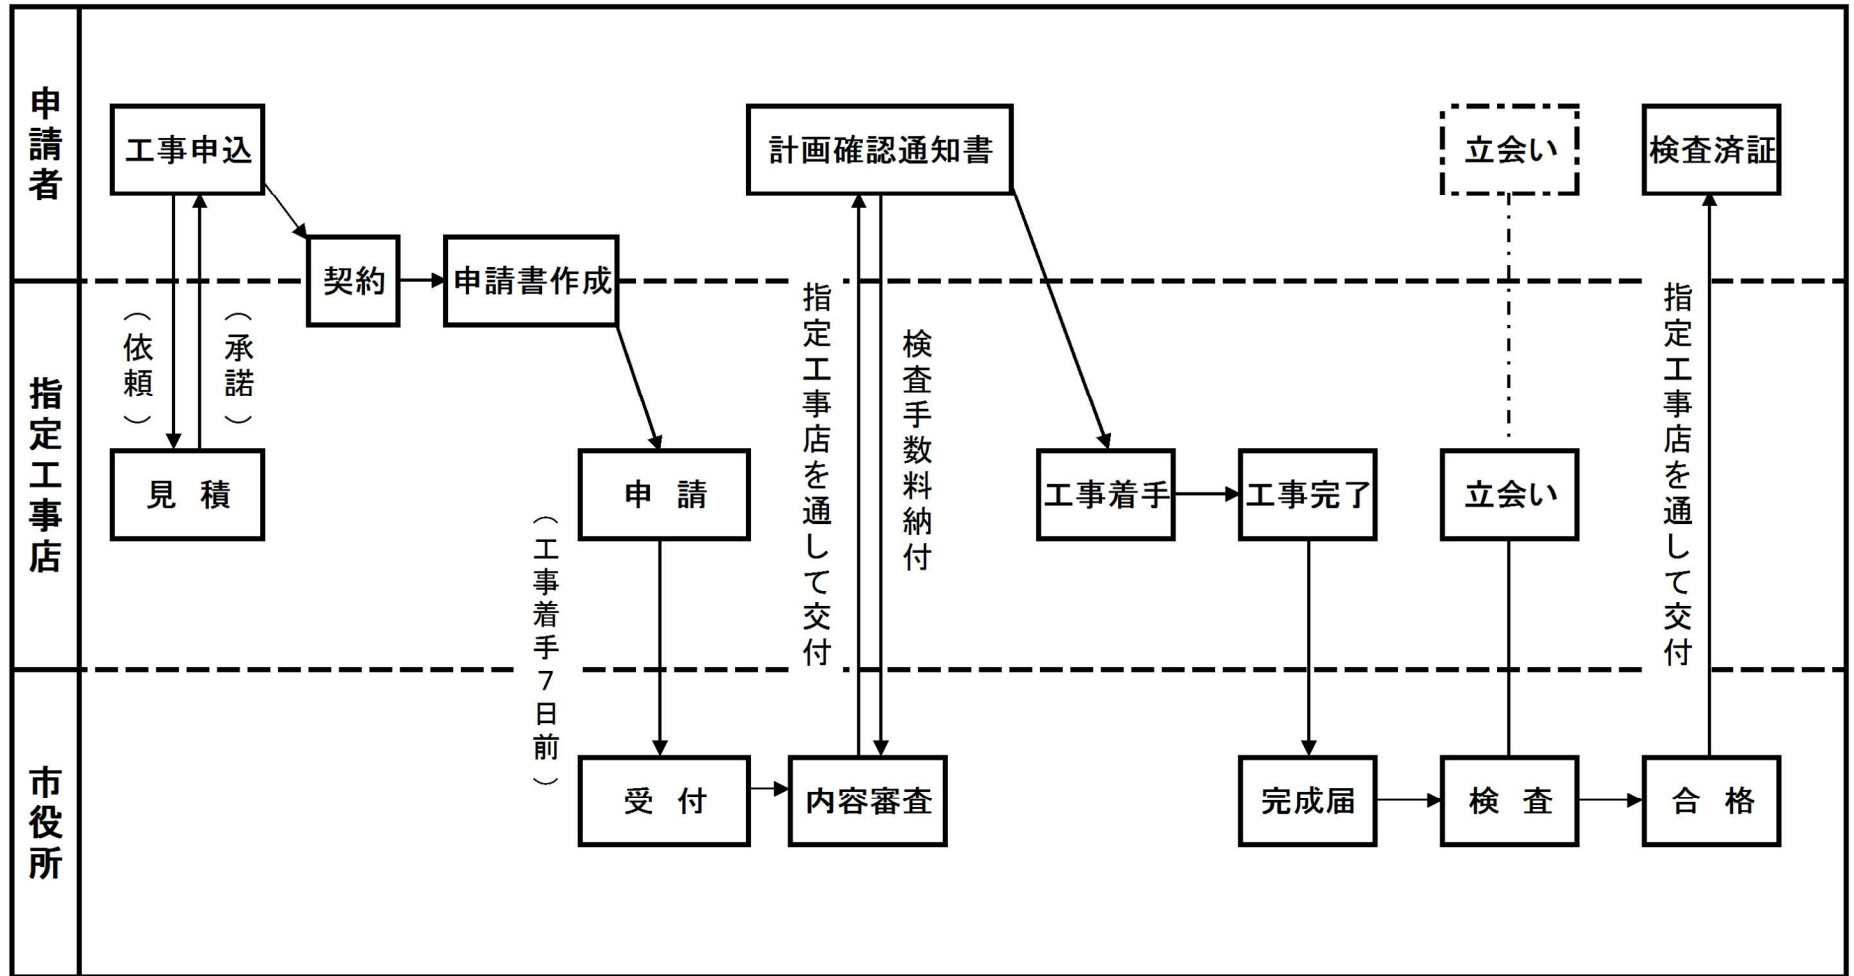 申請者
工事申込
計画確認通知書
立会い
検査済証
契約
申請書作成
指定工事店
（依頼）
（承諾）
見　積
申　請
（工事着手７日前）
指定工事店を通して交付
検査手数料納付
工事着手
工事完了
立会い
指定工事店を通して交付
市役所
受　付
内容審査
完成届
検　査
合　格